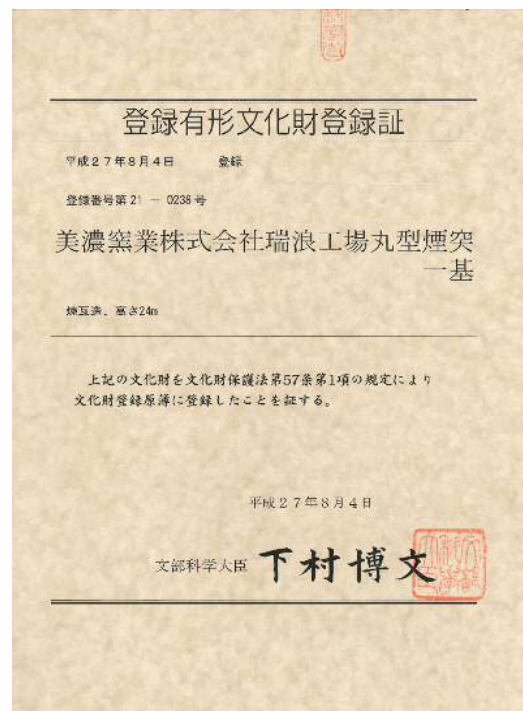 登録有形文化財登録証
平成27年8月4日 登録
登録番号第 21 － 0238 号
美濃窯業株式会社瑞浪工場丸型煙突
一基
煉瓦造、高さ24m
上記の文化財を文化財保護法第57条第1項の規定により
文化財登録原簿に登録したことを証する。
平成27年8月4日
文部科学大臣 下村博文